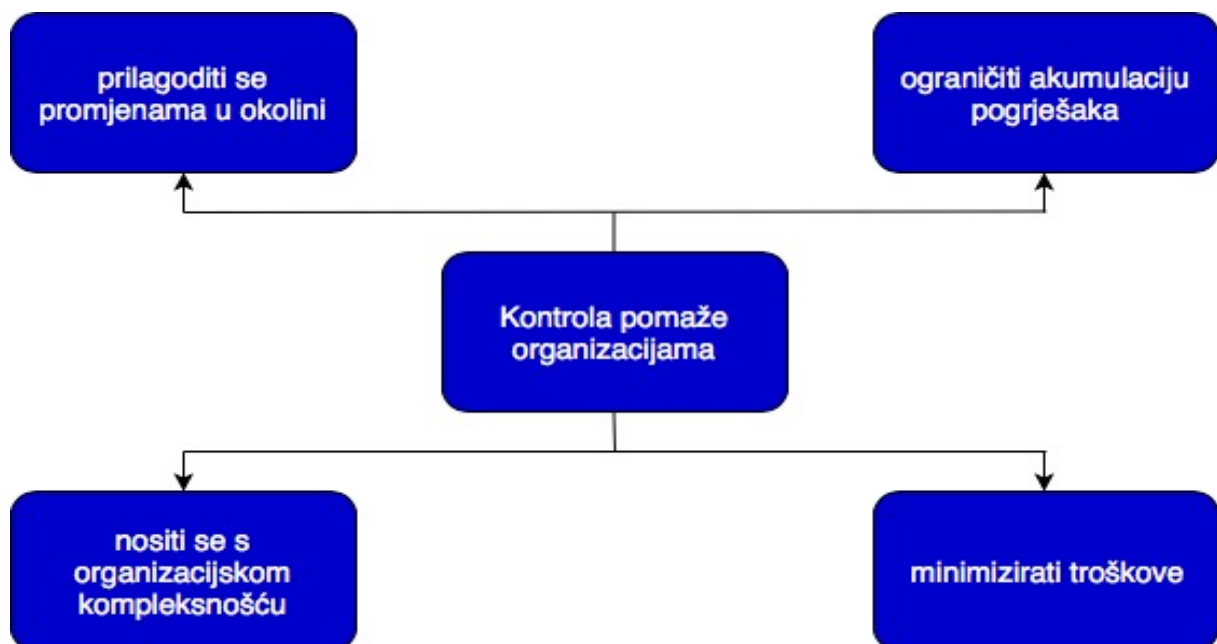 prilagoditi se
promjenama u okolini
ograničiti akumulaciju
pogrješaka
Kontrola pomaže
organizacijama
nositi se s
organizacijskom
kompleksnošću
minimizirati troškove